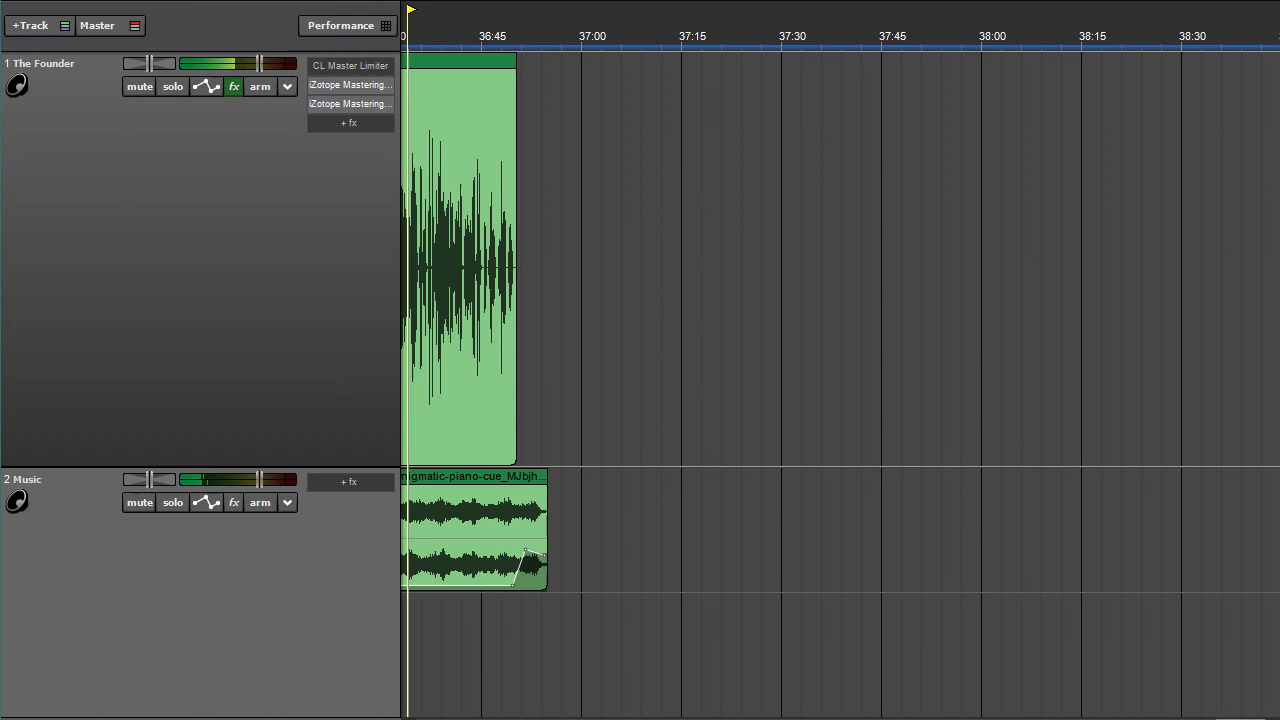 +Track
Master
Performance
0 36:45 37:00 37:15 37:30 37:45 38:00 38:15 38:30
1 The Founder
mute solo fx arm
CL Master Limiter
iZotope Mastering...
iZotope Mastering...
+ fx
2 Music
mute solo fx arm
+ fx
nigmatic-piano-cue_MJbjh...